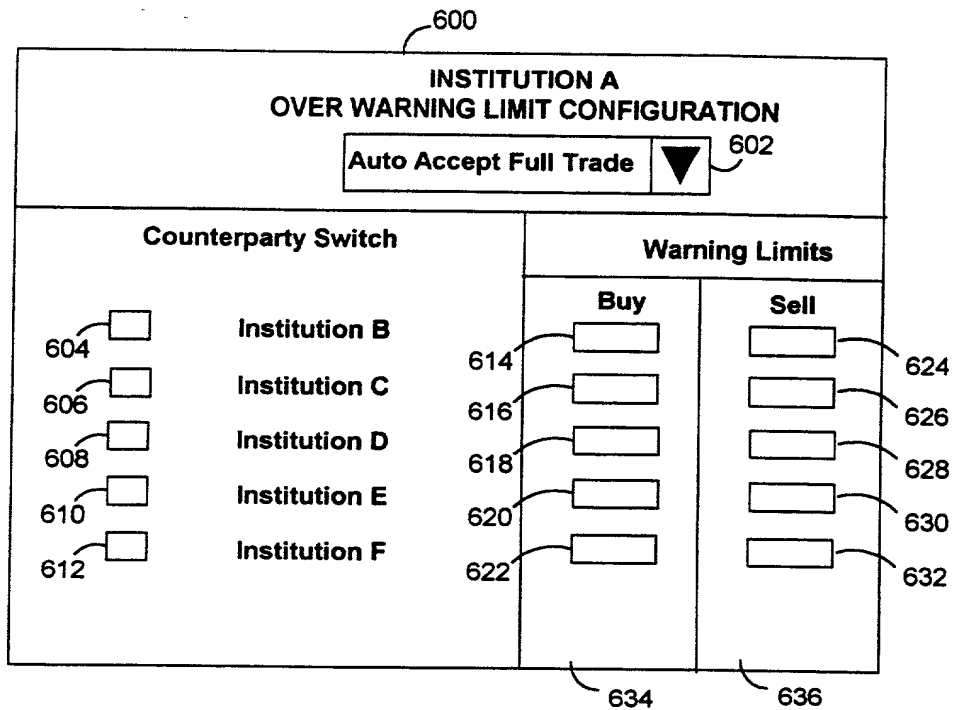 600
INSTITUTION A
OVER WARNING LIMIT CONFIGURATION
Auto Accept Full Trade
602
Counterparty Switch
Warning Limits
Buy
Sell
604
Institution B
614
624
606
Institution C
616
626
608
Institution D
618
628
610
Institution E
620
630
612
Institution F
622
632
634
636